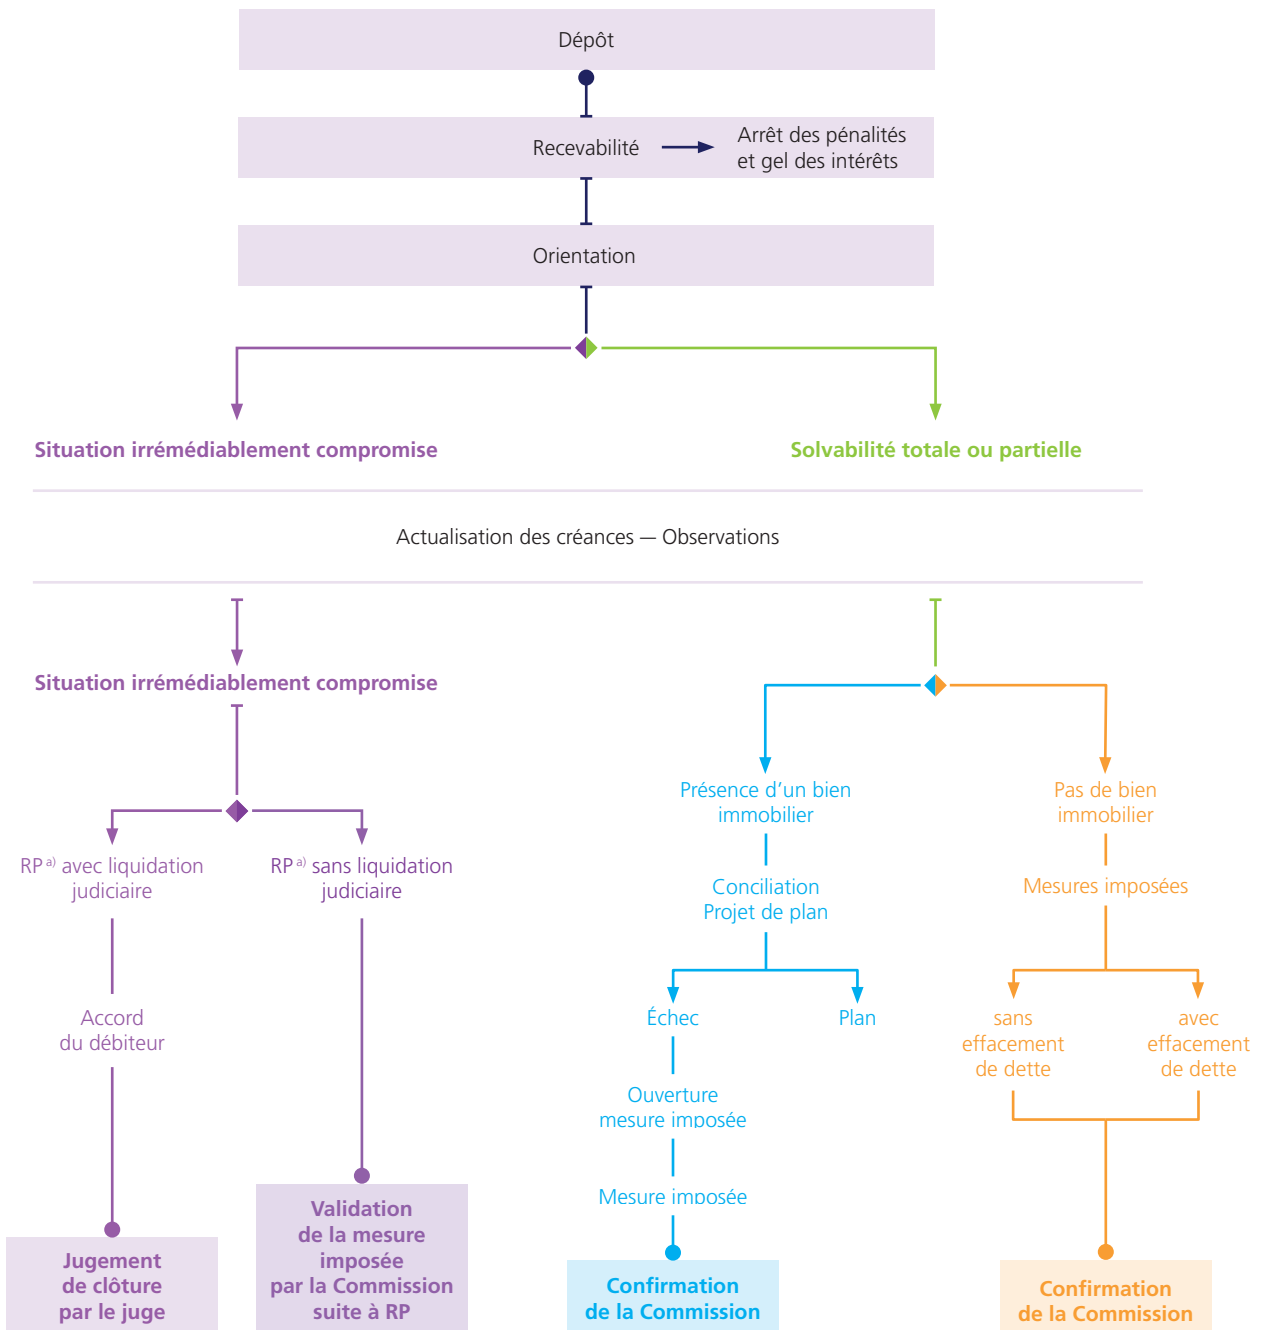 Dépôt
Recevabilité
Arrêt des pénalités
et gel des intérêts
Orientation
Situation irrémédiablement compromise
Solvabilité totale ou partielle
Actualisation des créances — Observations
Situation irrémédiablement compromise
RP a) avec liquidation
judiciaire
RP a) sans liquidation
judiciaire
Accord
du débiteur
Jugement
de clôture
par le juge
Validation
de la mesure
imposée
par la Commission
suite à RP
Présence d’un bien
immobilier
Conciliation
Projet de plan
Échec
Plan
Ouverture
mesure imposée
Mesure imposée
Confirmation
de la Commission
Pas de bien
immobilier
Mesures imposées
sans
effacement
de dette
avec
effacement
de dette
Confirmation
de la Commission